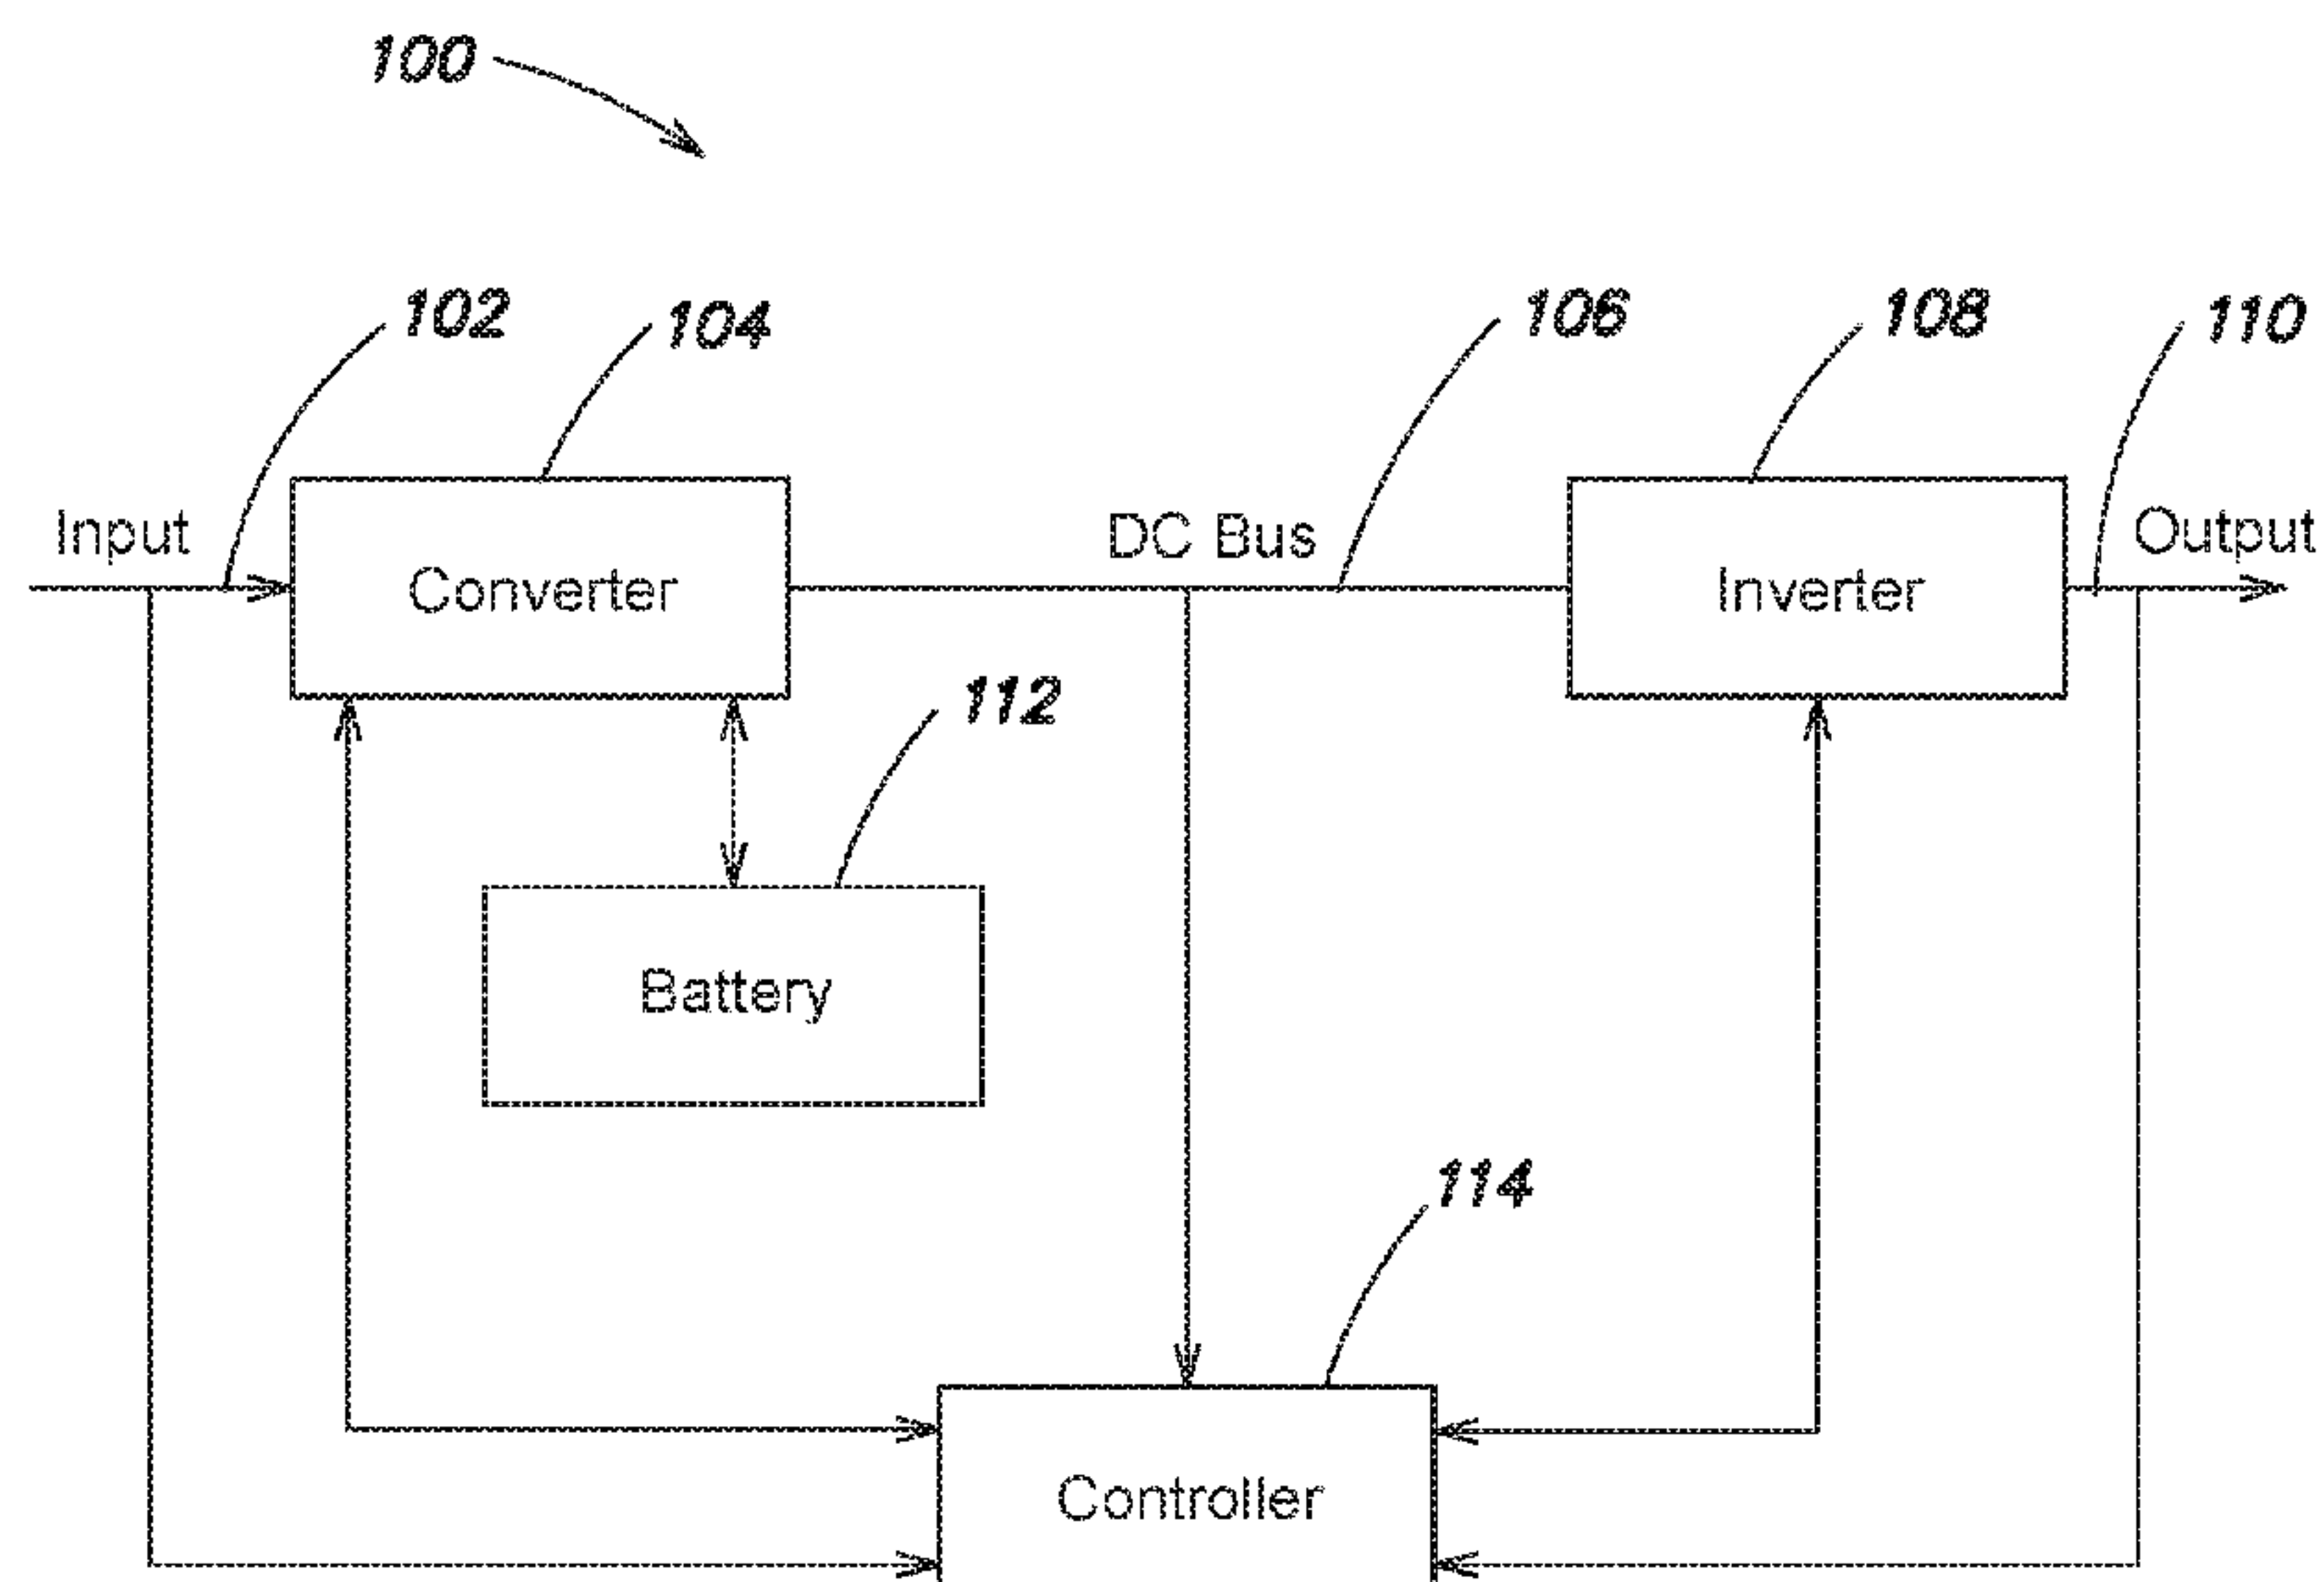 100
102
104
106
108
110
Input
Converter
DC Bus
Inverter
Output
112
Battery
114
Controller